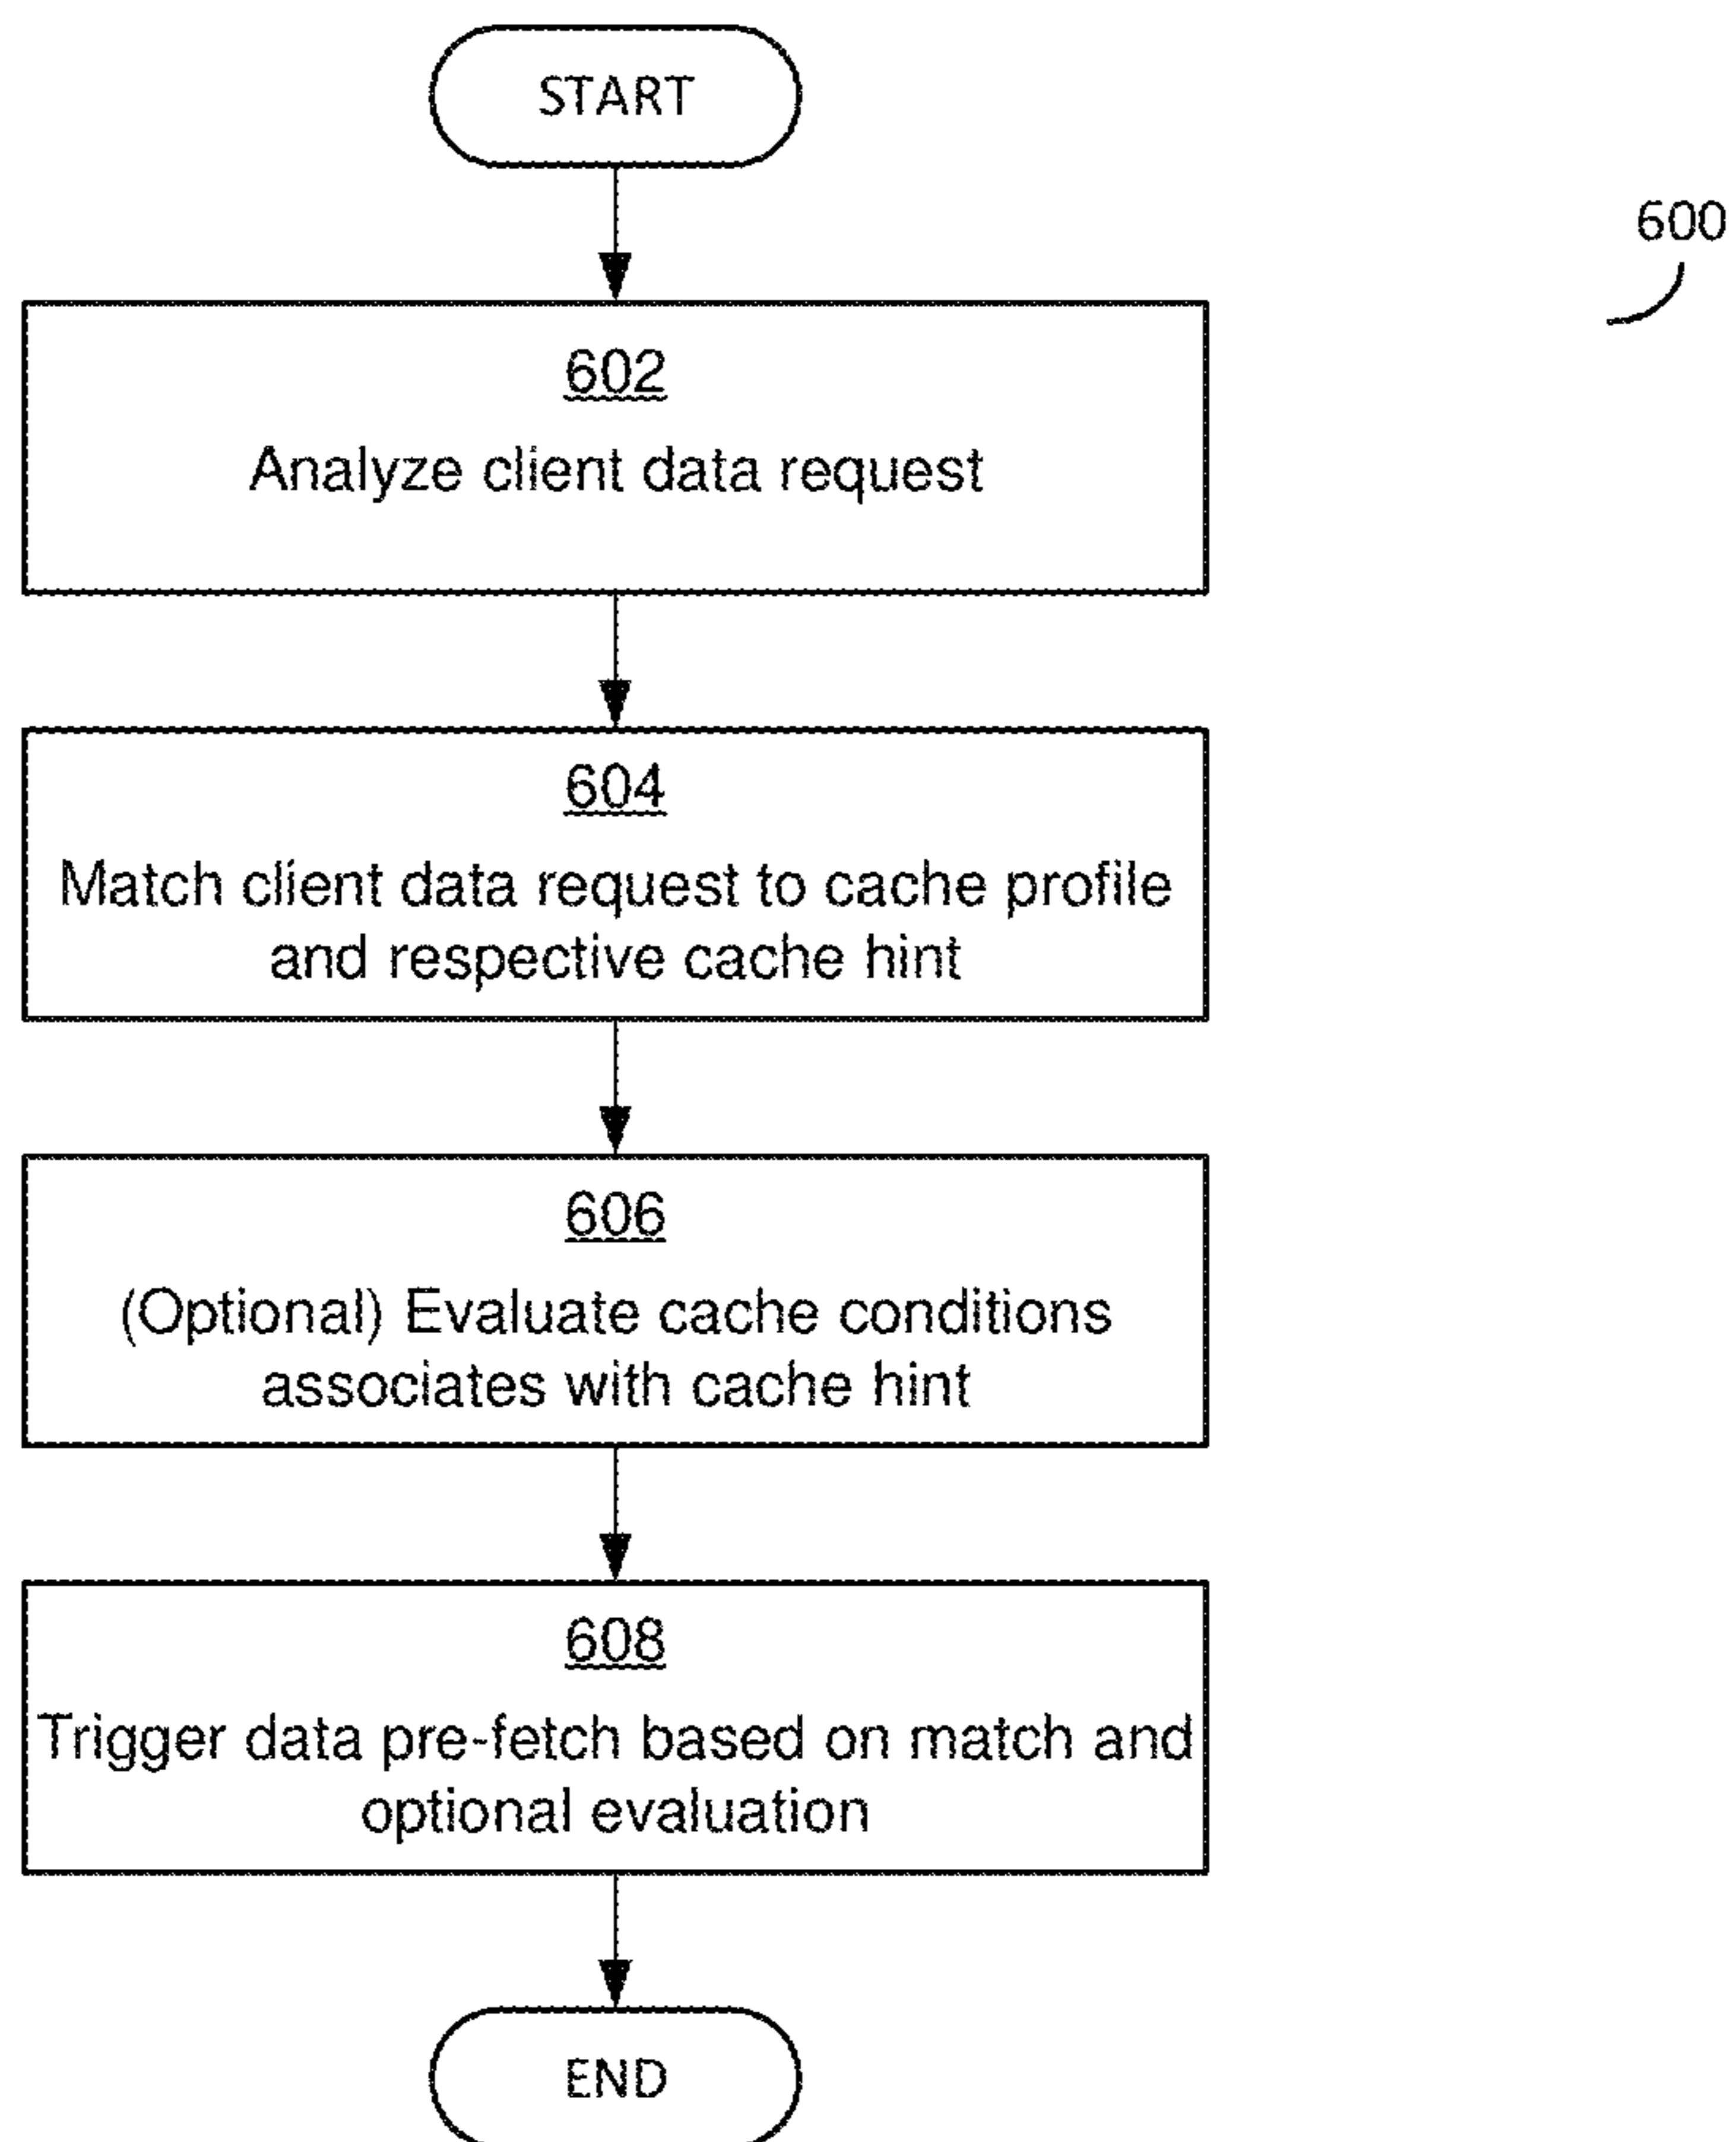 START
600
602
Analyze client data request
604
Match client data request to cache profile
and respective cache hint
606
(Optional) Evaluate cache conditions
associates with cache hint
608
Trigger data pre-fetch based on match and
optional evaluation
END